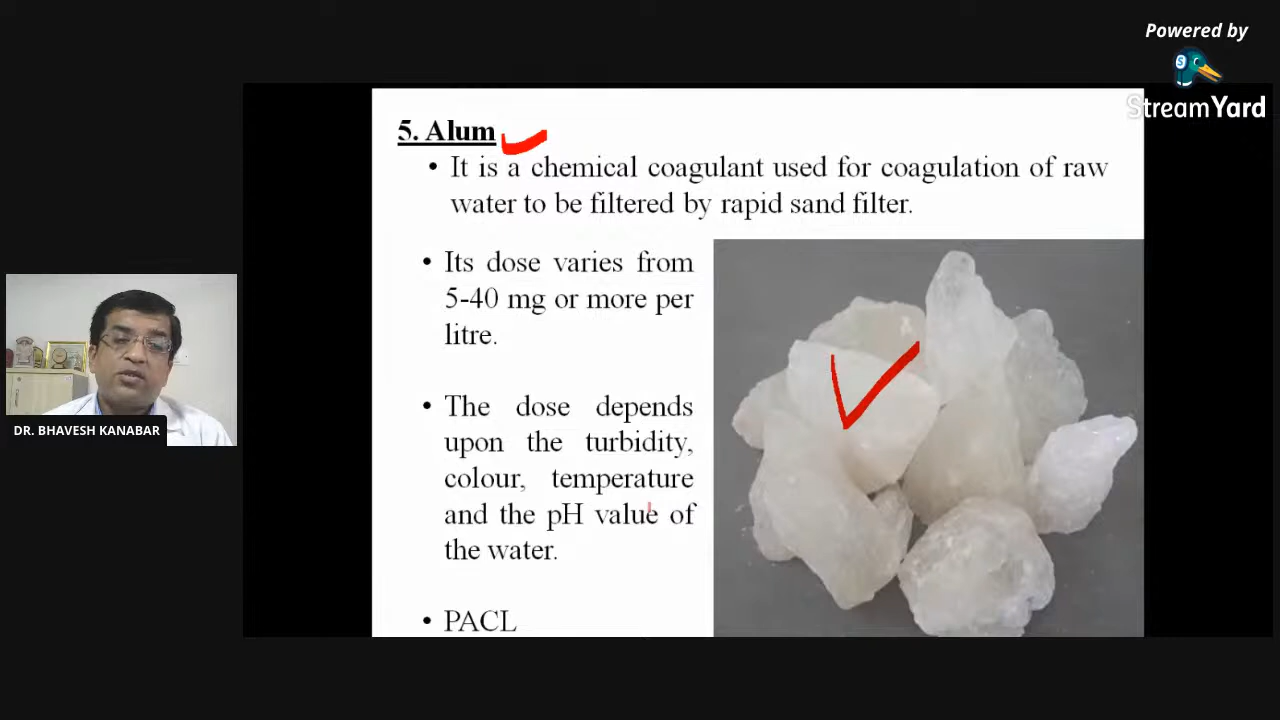 Powered by
StreamYard
5. Alum
• It is a chemical coagulant used for coagulation of raw
water to be filtered by rapid sand filter.
• Its dose varies from
5-40 mg or more per
litre.
• The dose depends
upon the turbidity,
colour, temperature
and the pH value of
the water.
• PACL
DR. BHAVESH KANABAR